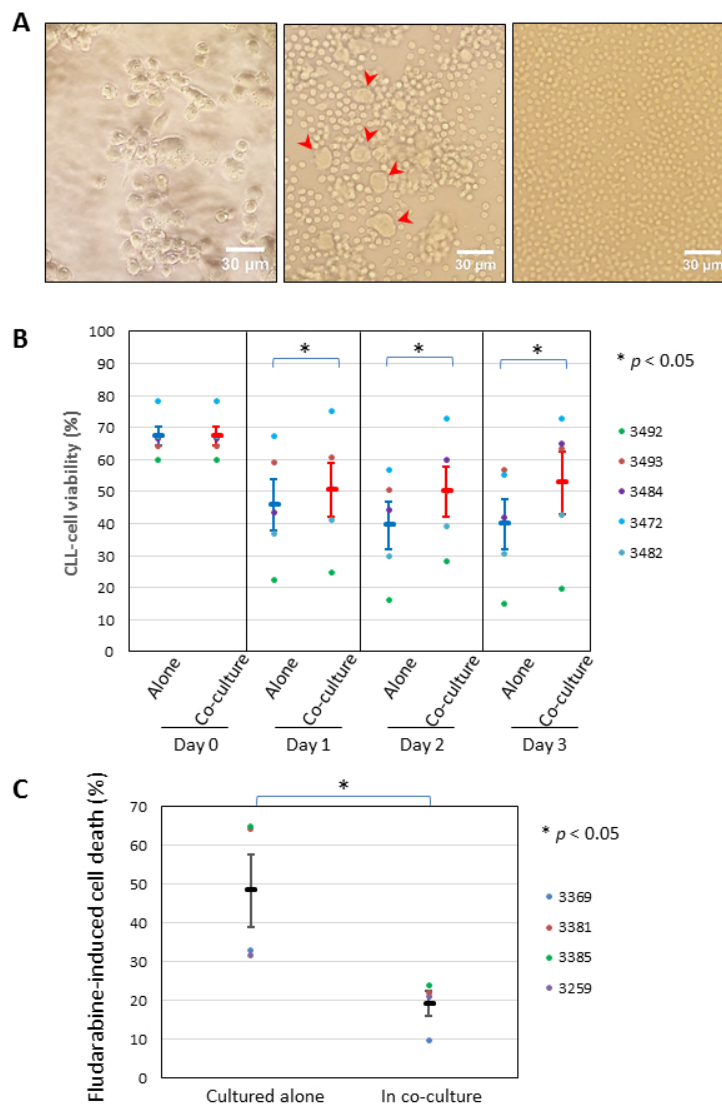 A
30 µm
30 µm
30 µm
B
CLL-cell viability (%)
100
90
80
70
60
50
40
30
20
10
0
*
*
*
* p < 0.05
3492
3493
3484
3472
3482
Alone
Co-culture
Alone
Co-culture
Alone
Co-culture
Alone
Co-culture
Day 0
Day 1
Day 2
Day 3
C
Fludarabine-induced cell death (%)
70
60
50
40
30
20
10
0
*
* p < 0.05
3369
3381
3385
3259
Cultured alone
In co-culture